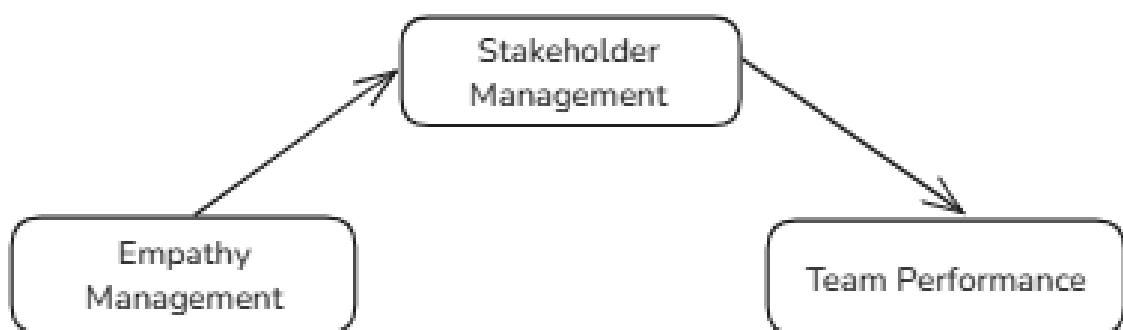 Stakeholder
Management
Empathy
Management
Team Performance